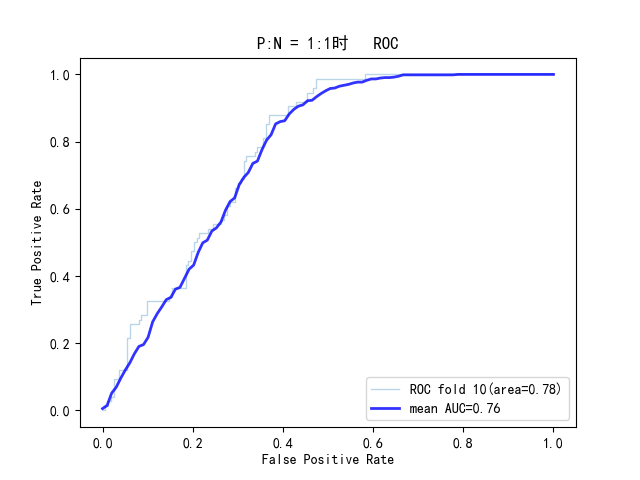 P:N = 1:1时 ROC
1.0
0.8
0.6
0.4
0.2
0.0
True Positive Rate
ROC fold 10(area=0.78)
mean AUC=0.76
0.0 0.2 0.4 0.6 0.8 1.0
False Positive Rate